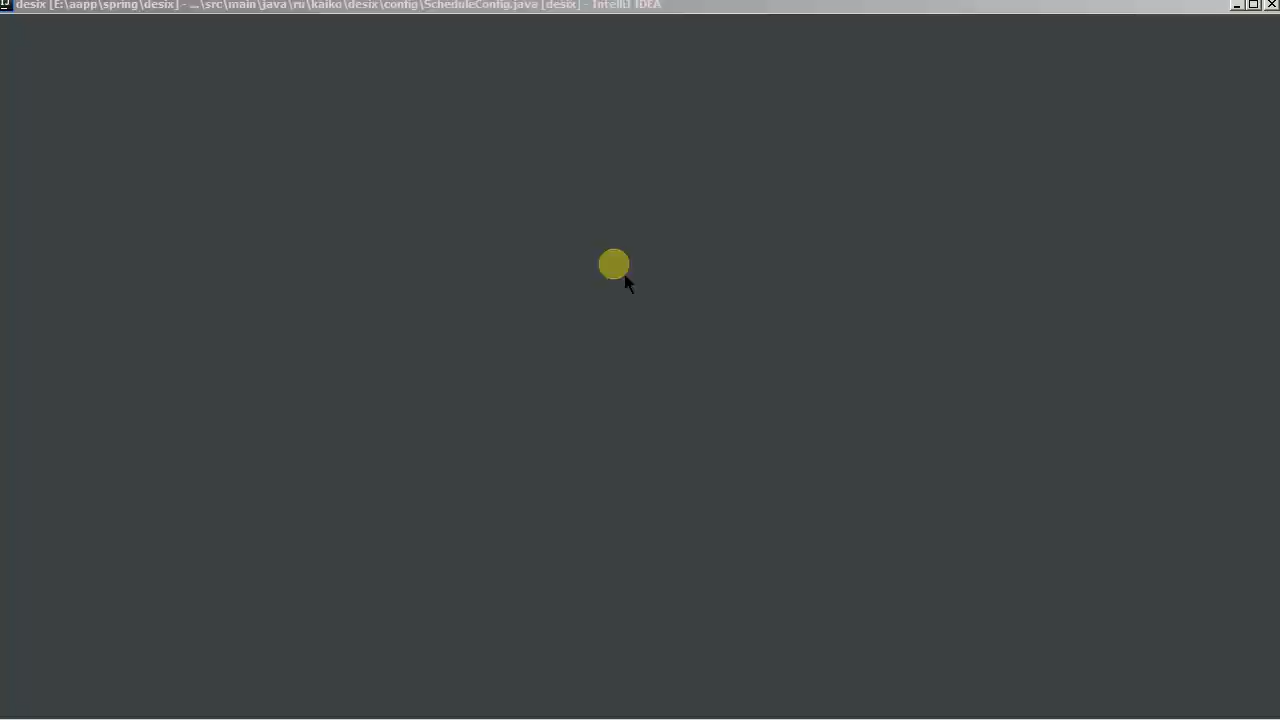 desix [E:\aapp\spring\desix] - ...\src\main\java\ru\kaiko\desix\config\ScheduleConfig.java [desix] - IntelliJ IDEA